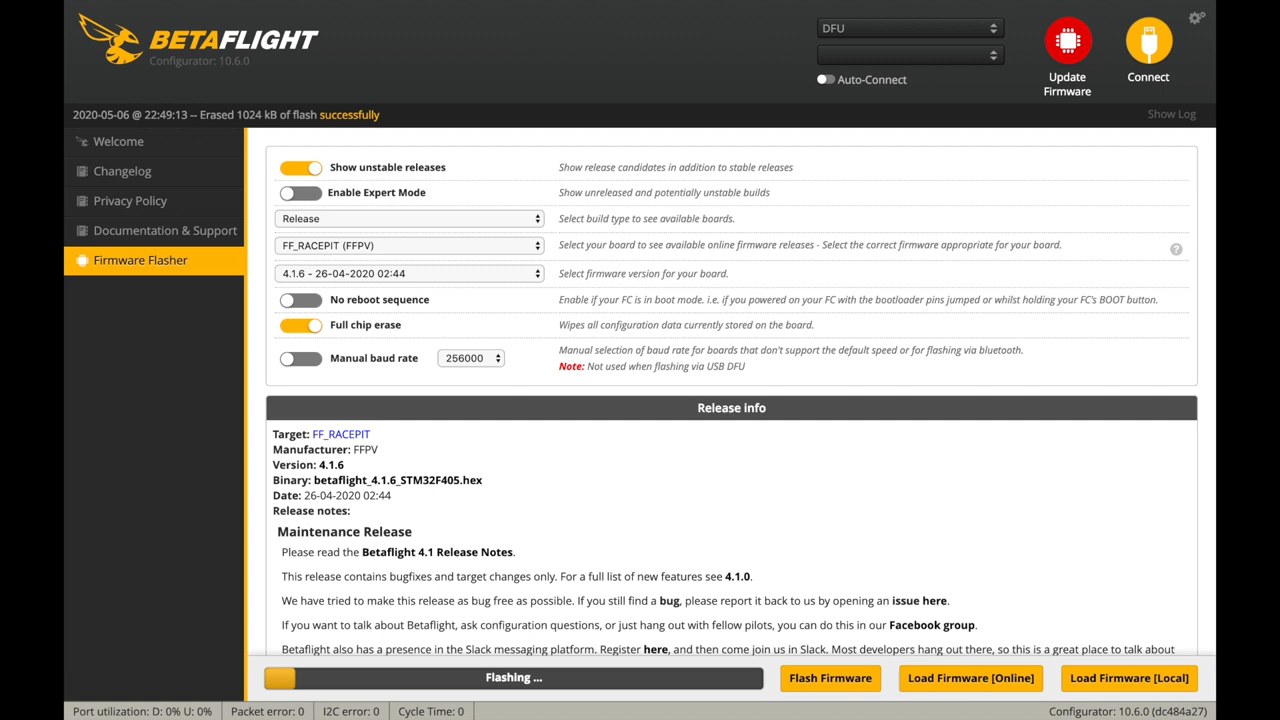 BETAFLIGHT
Configurator: 10.6.0
DFU
Auto-Connect
Update
Firmware
Connect
2020-05-06 @ 22:49:13 -- Erased 1024 kB of flash successfully
Show Log
Welcome
Changelog
Privacy Policy
Documentation & Support
Firmware Flasher
Show unstable releases
Show release candidates in addition to stable releases
Enable Expert Mode
Show unreleased and potentially unstable builds
Release
Select build type to see available boards.
FF_RACEPIT (FFPV)
Select your board to see available online firmware releases - Select the correct firmware appropriate for your board.
?
4.1.6 - 26-04-2020 02:44
Select firmware version for your board.
No reboot sequence
Enable if your FC is in boot mode. i.e. if you powered on your FC with the bootloader pins jumped or whilst holding your FC's BOOT button.
Full chip erase
Wipes all configuration data currently stored on the board.
Manual baud rate
256000
Manual selection of baud rate for boards that don't support the default speed or for flashing via bluetooth.
Note: Not used when flashing via USB DFU
Release info
Target: FF_RACEPIT
Manufacturer: FFPV
Version: 4.1.6
Binary: betaflight_4.1.6_STM32F405.hex
Date: 26-04-2020 02:44
Release notes:
Maintenance Release
Please read the Betaflight 4.1 Release Notes.
This release contains bugfixes and target changes only. For a full list of new features see 4.1.0.
We have tried to make this release as bug free as possible. If you still find a bug, please report it back to us by opening an issue here.
If you want to talk about Betaflight, ask configuration questions, or just hang out with fellow pilots, you can do this in our Facebook group.
Betaflight also has a presence in the Slack messaging platform. Register here, and then come join us in Slack. Most developers hang out there, so this is a great place to talk about
Flashing ...
Flash Firmware
Load Firmware [Online]
Load Firmware [Local]
Port utilization: D: 0% U: 0%
Packet error: 0
I2C error: 0
Cycle Time: 0
Configurator: 10.6.0 (dc484a27)